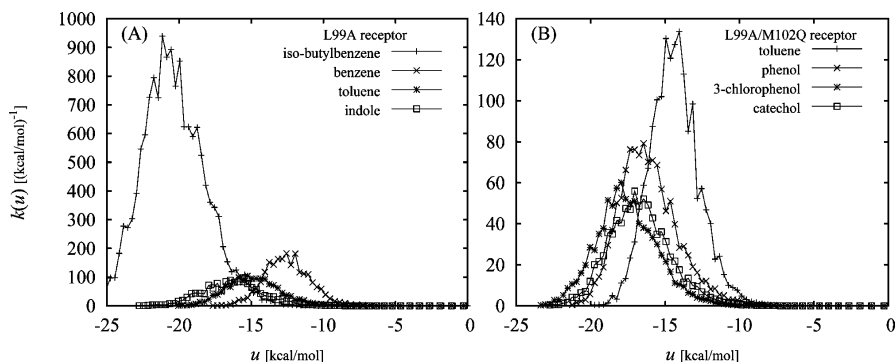 (A)
L99A receptor
iso-butylbenzene
benzene
toluene
indole
k(u) [(kcal/mol)⁻¹]
1000
900
800
700
600
500
400
300
200
100
0
-25 -20 -15 -10 -5 0
u [kcal/mol]
(B)
L99A/M102Q receptor
toluene
phenol
3-chlorophenol
catechol
140
120
100
80
60
40
20
0
-25 -20 -15 -10 -5 0
u [kcal/mol]